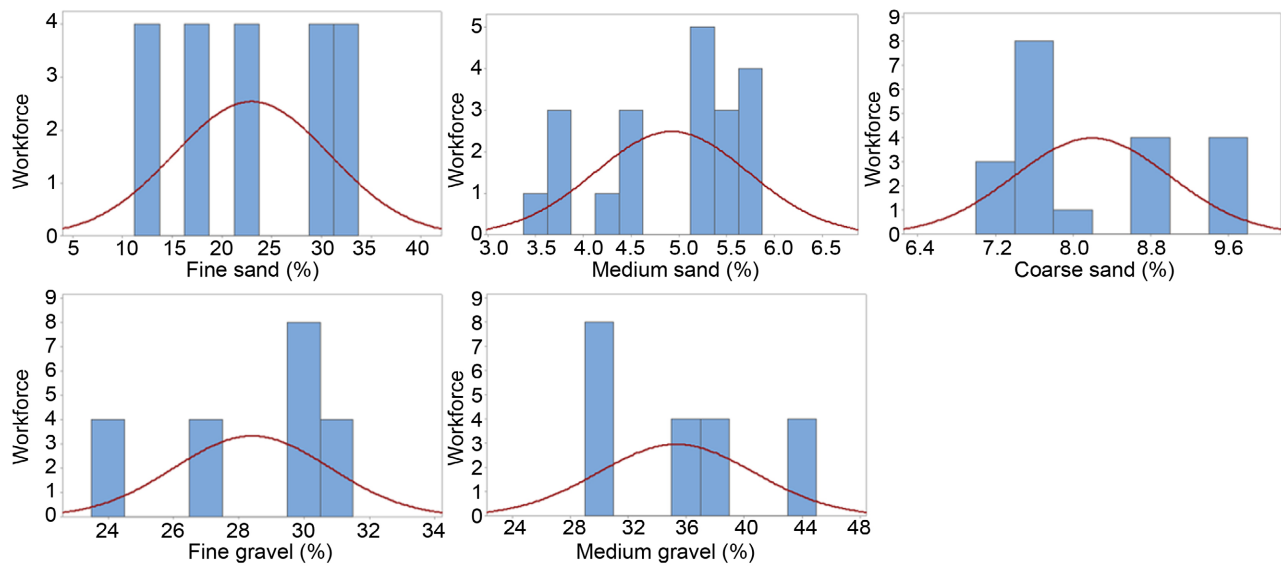 4
3
2
1
0
Workforce
5 10 15 20 25 30 35 40
Fine sand (%)
5
4
3
2
1
0
Workforce
3.0 3.5 4.0 4.5 5.0 5.5 6.0 6.5
Medium sand (%)
9
8
7
6
5
4
3
2
1
0
Workforce
6.4 7.2 8.0 8.8 9.6
Coarse sand (%)
9
8
7
6
5
4
3
2
1
0
Workforce
24 26 28 30 32 34
Fine gravel (%)
9
8
7
6
5
4
3
2
1
0
Workforce
24 28 32 36 40 44 48
Medium gravel (%)